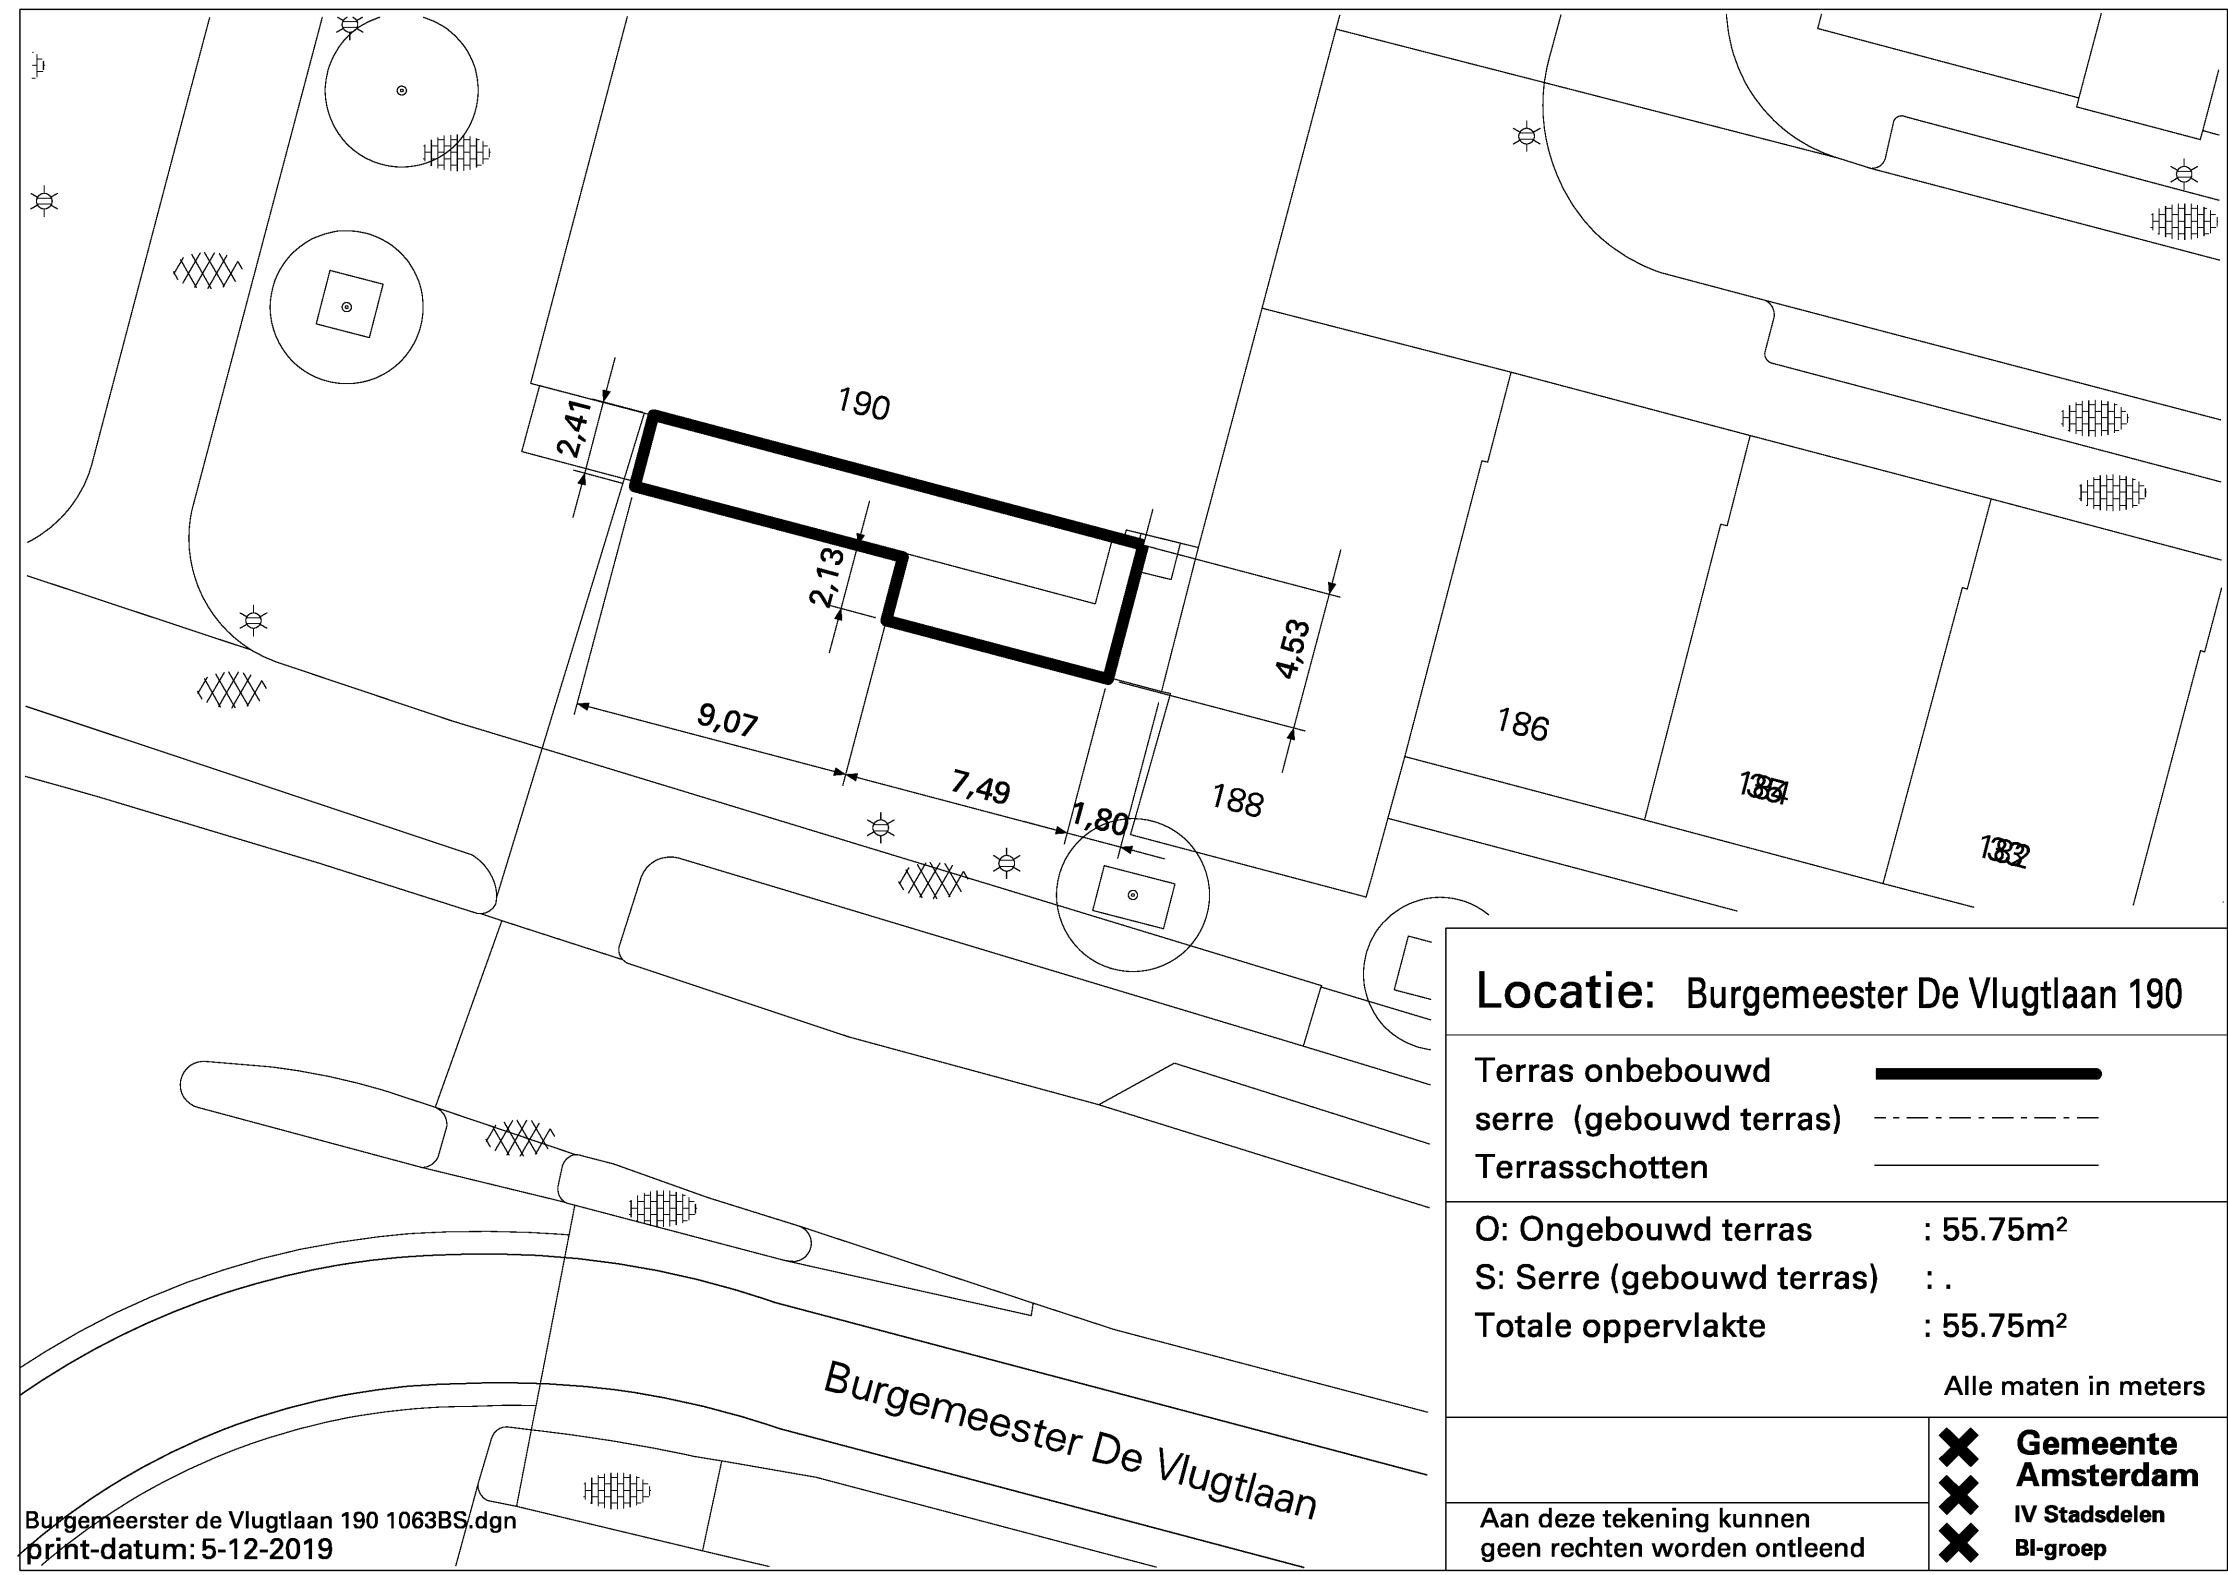 190
2,41
2,13
4,53
9,07
7,49
1,80
188
186
Burgemeester De Vlugtlaan
Locatie: Burgemeester De Vlugtlaan 190
Terras onbebouwd
serre (gebouwd terras)
Terrasschotten
O: Ongebouwd terras : 55.75m²
S: Serre (gebouwd terras) : .
Totale oppervlakte : 55.75m²
Alle maten in meters
Gemeente
Amsterdam
IV Stadsdelen
BI-groep
Aan deze tekening kunnen
geen rechten worden ontleend
Burgemeerster de Vlugtlaan 190 1063BS.dgn
print-datum: 5-12-2019